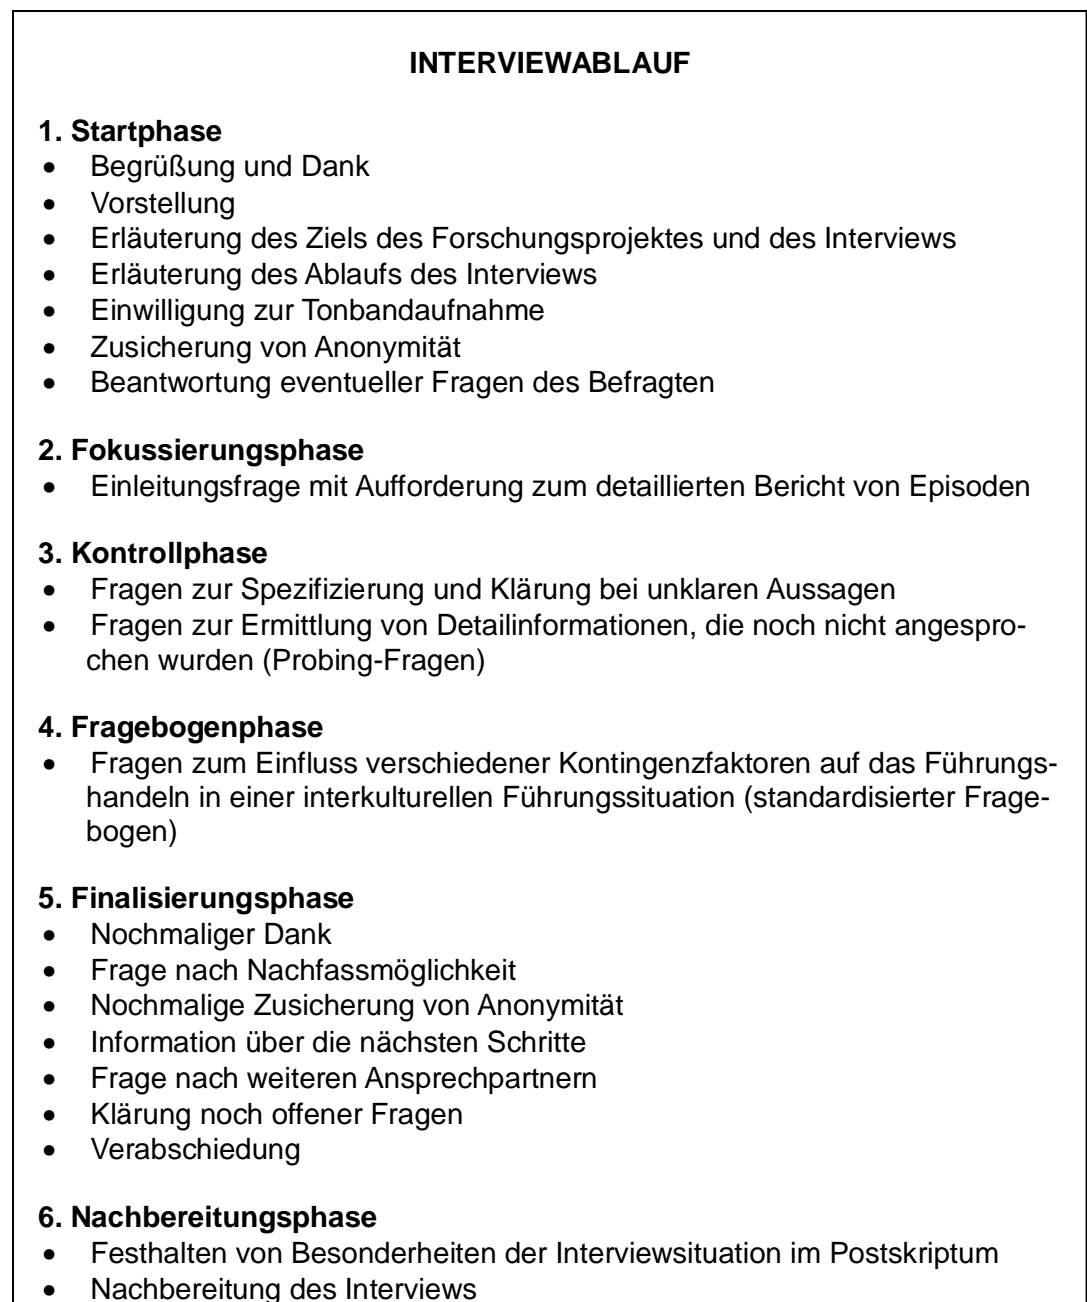 INTERVIEWABLAUF
1. Startphase
• Begrüßung und Dank
• Vorstellung
• Erläuterung des Ziels des Forschungsprojektes und des Interviews
• Erläuterung des Ablaufs des Interviews
• Einwilligung zur Tonbandaufnahme
• Zusicherung von Anonymität
• Beantwortung eventueller Fragen des Befragten
2. Fokussierungsphase
• Einleitungsfrage mit Aufforderung zum detaillierten Bericht von Episoden
3. Kontrollphase
• Fragen zur Spezifizierung und Klärung bei unklaren Aussagen
• Fragen zur Ermittlung von Detailinformationen, die noch nicht angespro-
chen wurden (Probing-Fragen)
4. Fragebogenphase
• Fragen zum Einfluss verschiedener Kontingenzfaktoren auf das Führungs-
handeln in einer interkulturellen Führungssituation (standardisierter Frage-
bogen)
5. Finalisierungsphase
• Nochmaliger Dank
• Frage nach Nachfassmöglichkeit
• Nochmalige Zusicherung von Anonymität
• Information über die nächsten Schritte
• Frage nach weiteren Ansprechpartnern
• Klärung noch offener Fragen
• Verabschiedung
6. Nachbereitungsphase
• Festhalten von Besonderheiten der Interviewsituation im Postskriptum
• Nachbereitung des Interviews